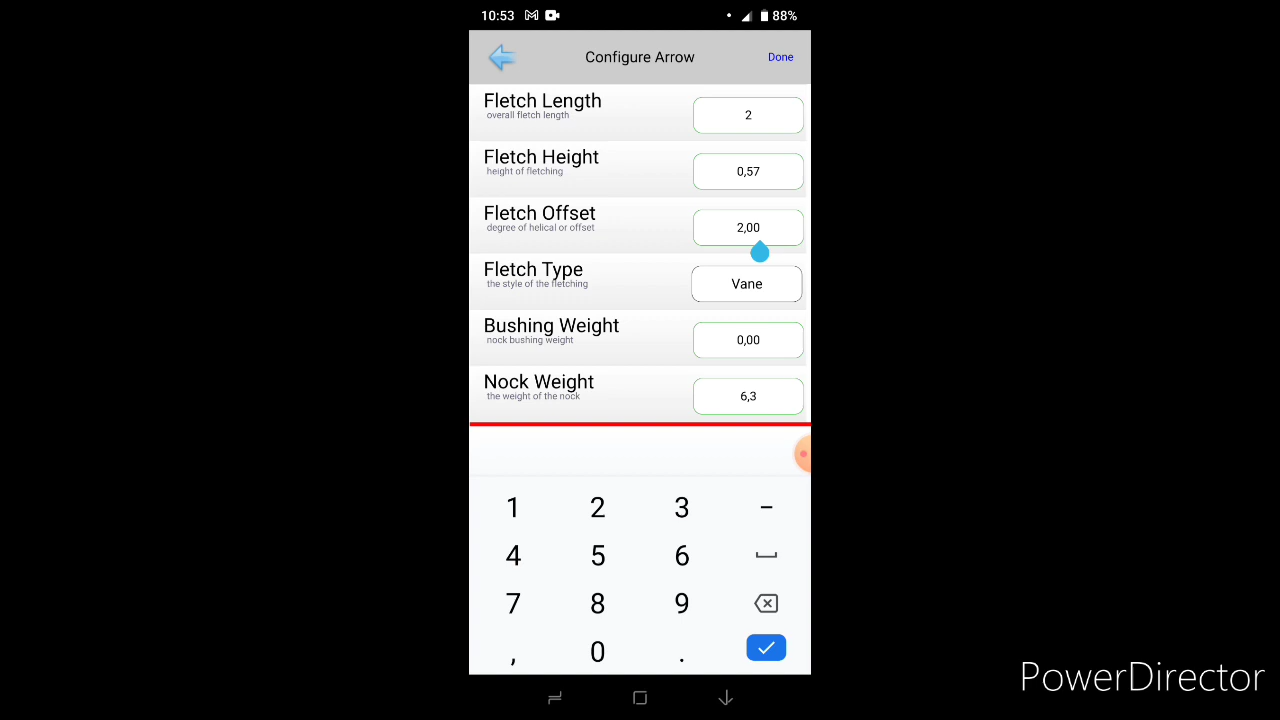 10:53 88%
Configure Arrow Done
Fletch Length
overall fletch length
2
Fletch Height
height of fletching
0,57
Fletch Offset
degree of helical or offset
2,00
Fletch Type
the style of the fletching
Vane
Bushing Weight
nock bushing weight
0,00
Nock Weight
the weight of the nock
6,3
1 2 3 -
4 5 6
7 8 9
, 0 .
PowerDirector